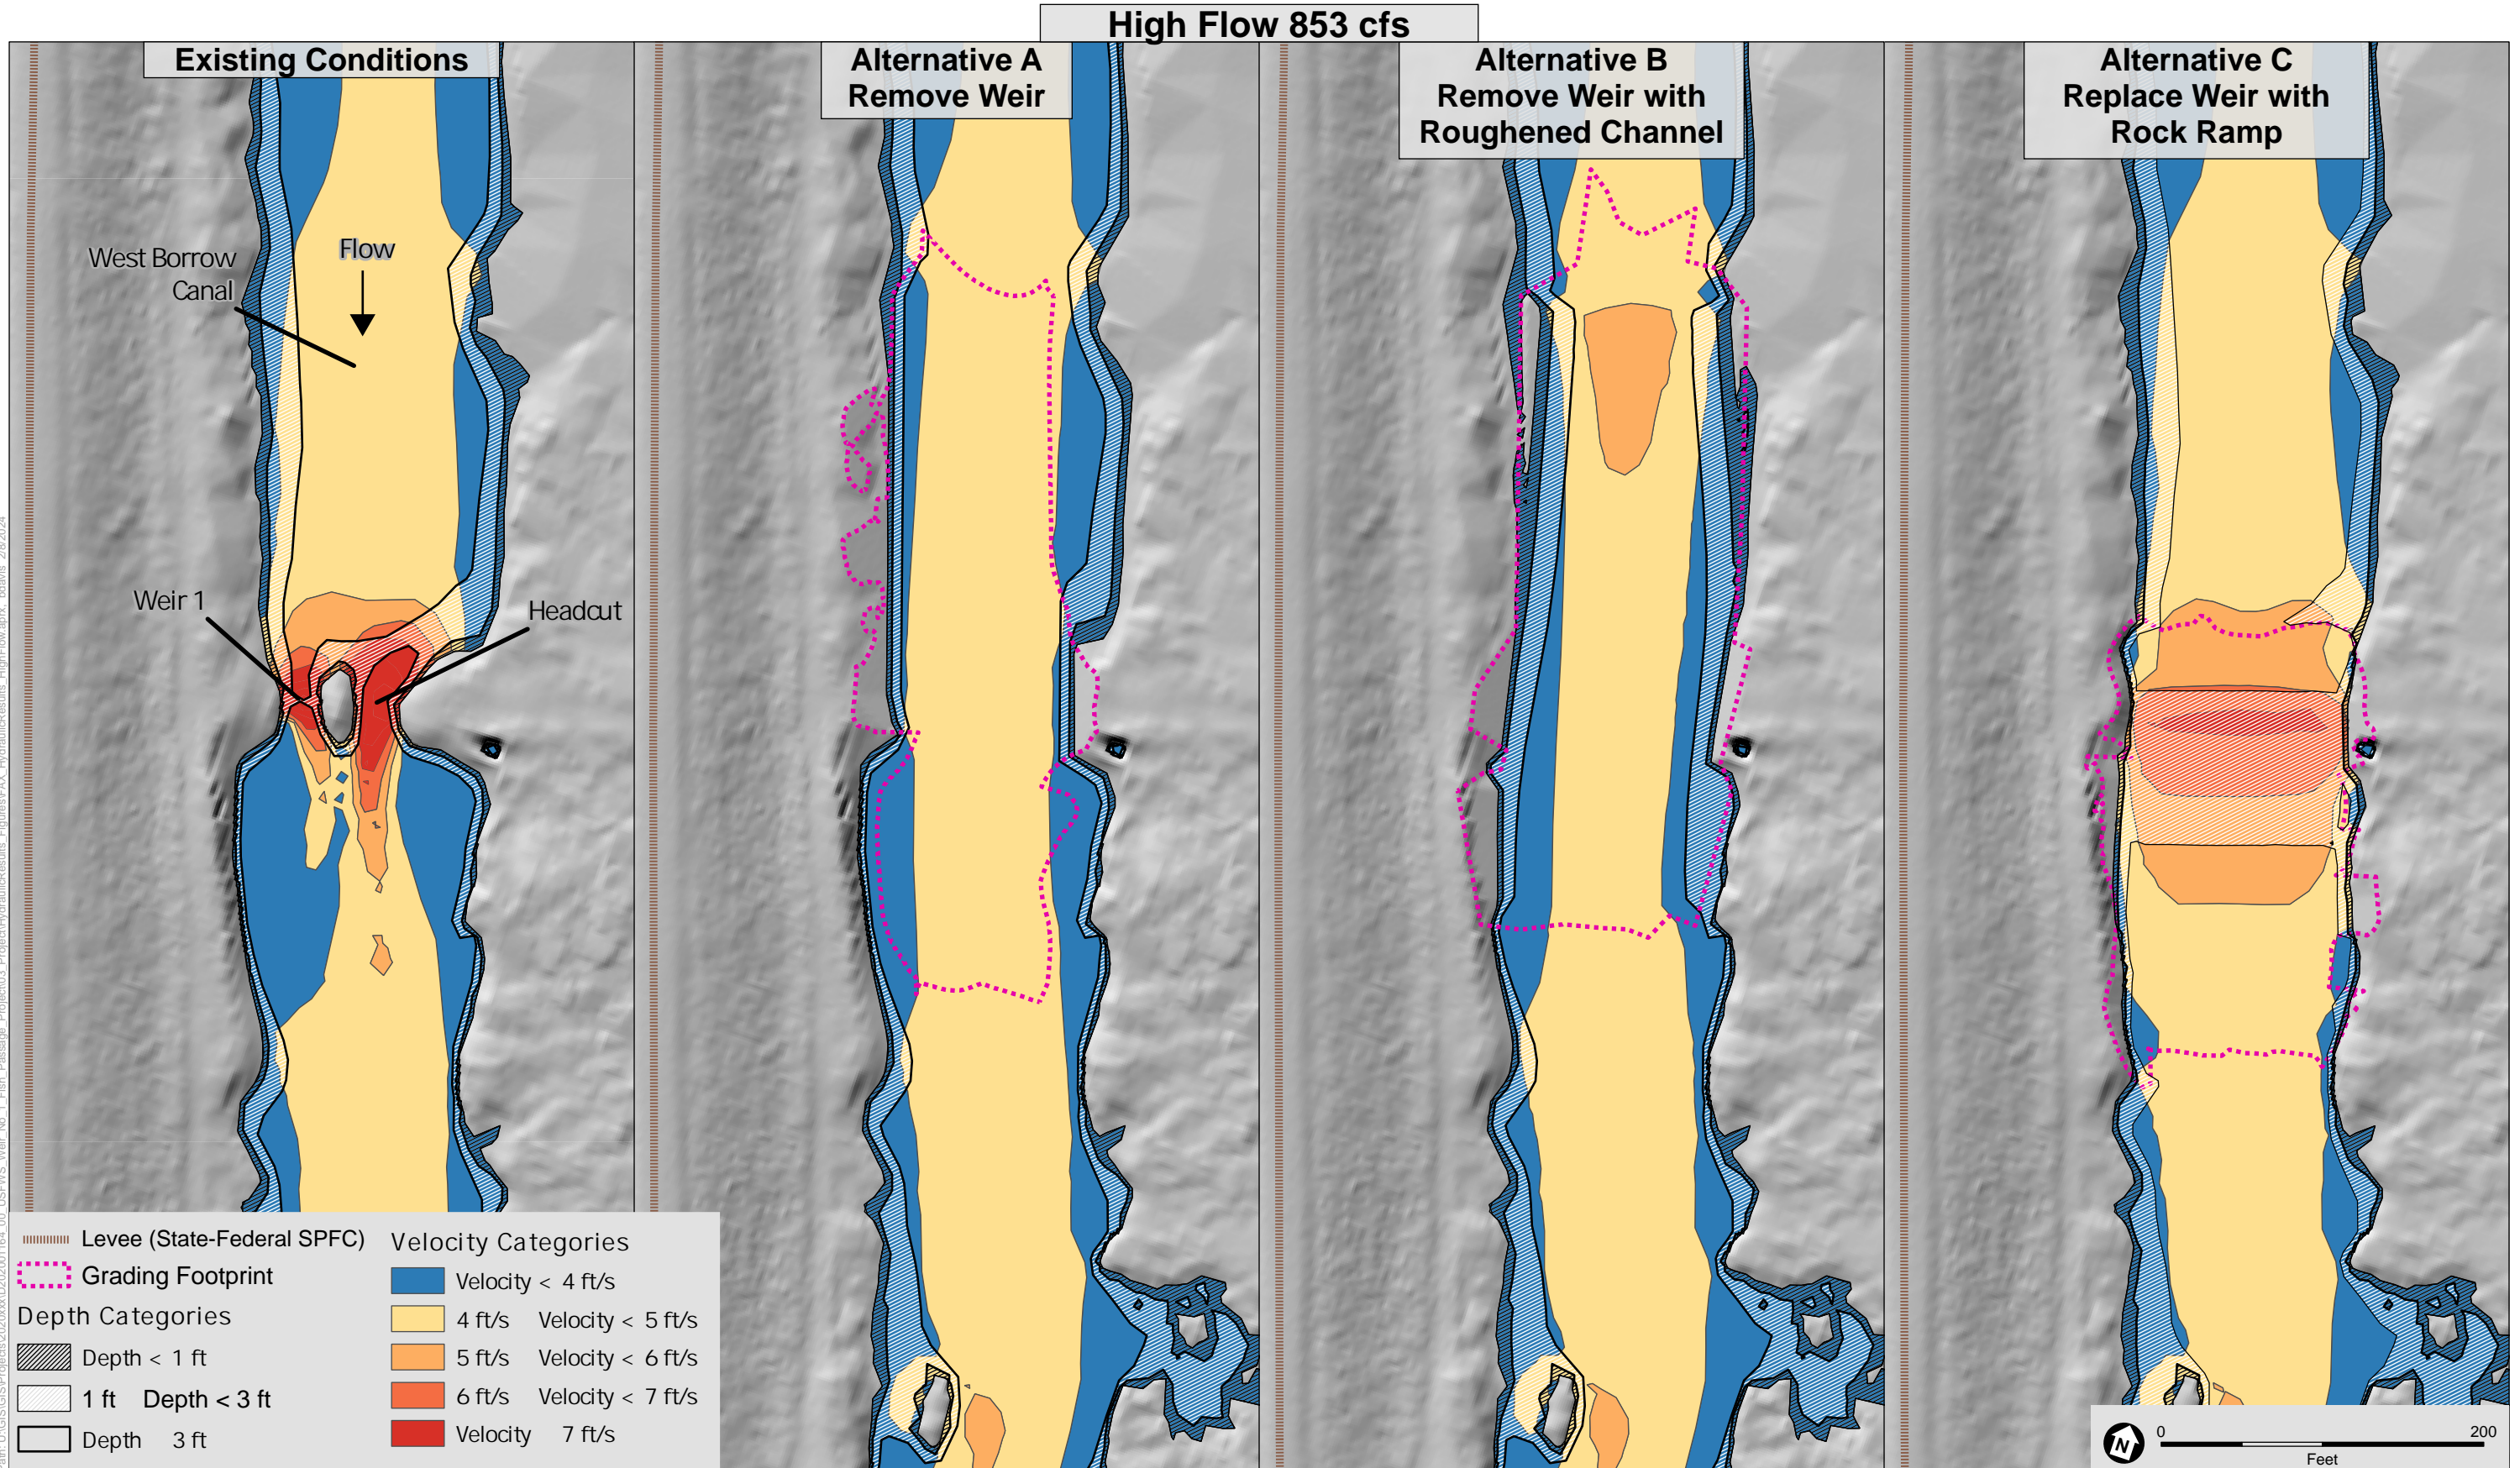 High Flow 853 cfs
Existing Conditions
Alternative A
Remove Weir
Alternative B
Remove Weir with
Roughened Channel
Alternative C
Replace Weir with
Rock Ramp
West Borrow
Canal
Flow
Weir 1
Headcut
Levee (State-Federal SPFC)
Grading Footprint
Depth Categories
Depth < 1 ft
1 ft Depth < 3 ft
Depth 3 ft
Velocity Categories
Velocity < 4 ft/s
4 ft/s Velocity < 5 ft/s
5 ft/s Velocity < 6 ft/s
6 ft/s Velocity < 7 ft/s
Velocity 7 ft/s
N
0 200
Feet